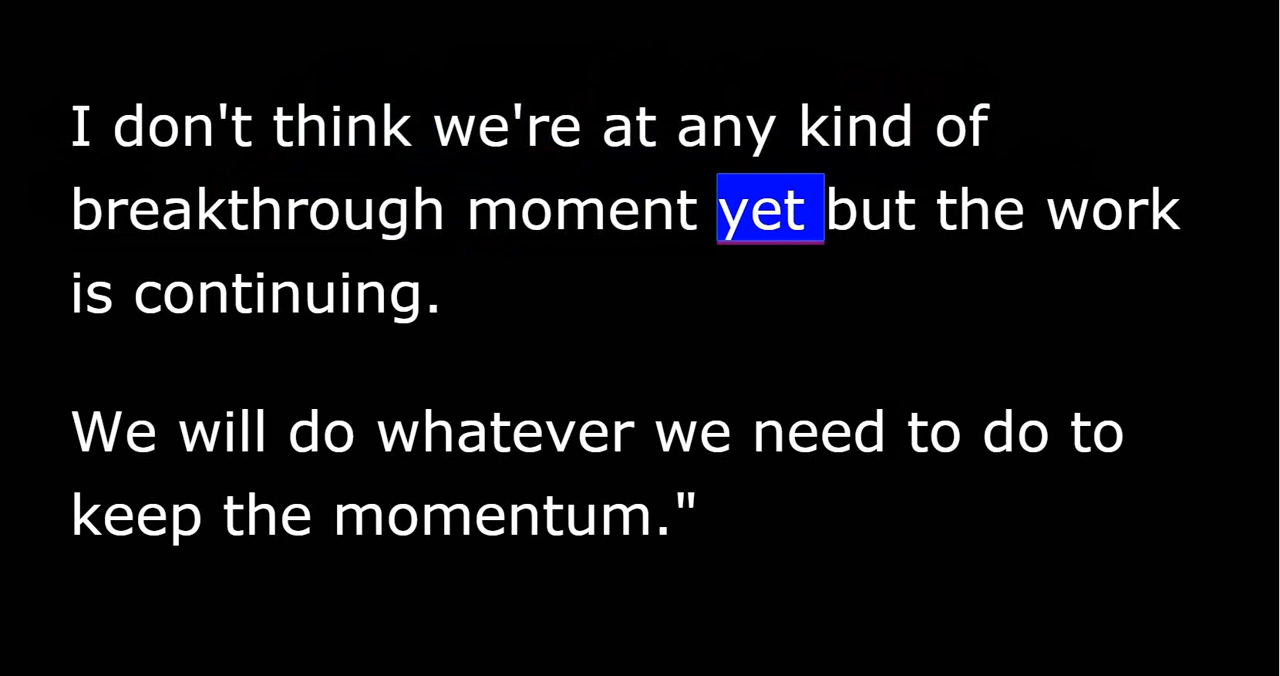 I don't think we're at any kind of
breakthrough moment yet but the work
is continuing.
We will do whatever we need to do to
keep the momentum."